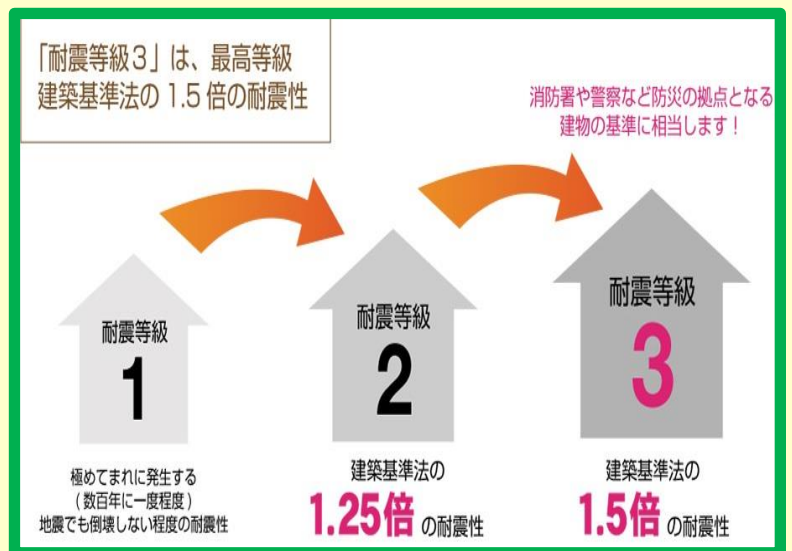 「耐震等級3」は、最高等級
建築基準法の 1.5 倍の耐震性
消防署や警察など防災の拠点となる
建物の基準に相当します！
耐震等級
1
極めてまれに発生する
(数百年に一度程度)
地震でも倒壊しない程度の耐震性
耐震等級
2
建築基準法の
1.25倍 の耐震性
耐震等級
3
建築基準法の
1.5倍 の耐震性